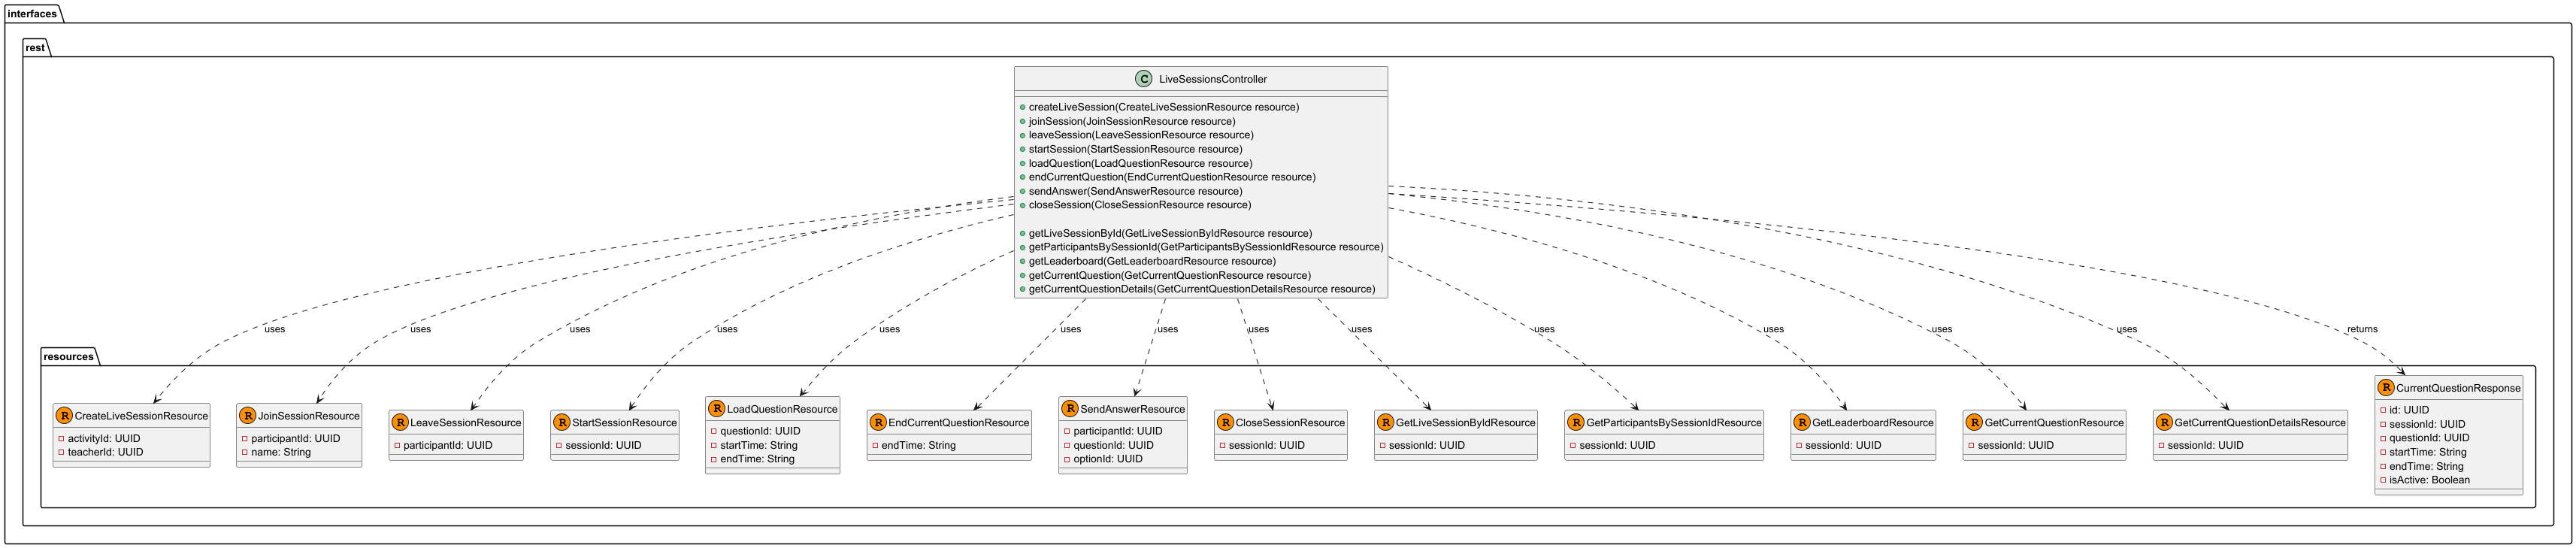 interfaces
rest
C LiveSessionsController
createLiveSession(CreateLiveSessionResource resource)
joinSession(JoinSessionResource resource)
leaveSession(LeaveSessionResource resource)
startSession(StartSessionResource resource)
loadQuestion(LoadQuestionResource resource)
endCurrentQuestion(EndCurrentQuestionResource resource)
sendAnswer(SendAnswerResource resource)
closeSession(CloseSessionResource resource)
getLiveSessionById(GetLiveSessionByIdResource resource)
getParticipantsBySessionId(GetParticipantsBySessionIdResource resource)
getLeaderboard(GetLeaderboardResource resource)
getCurrentQuestion(GetCurrentQuestionResource resource)
getCurrentQuestionDetails(GetCurrentQuestionDetailsResource resource)
uses
uses
uses
uses
uses
uses
uses
uses
uses
uses
uses
uses
uses
returns
resources
R CreateLiveSessionResource
activityId: UUID
teacherId: UUID
R JoinSessionResource
participantId: UUID
name: String
R LeaveSessionResource
participantId: UUID
R StartSessionResource
sessionId: UUID
R LoadQuestionResource
questionId: UUID
startTime: String
endTime: String
R EndCurrentQuestionResource
endTime: String
R SendAnswerResource
participantId: UUID
questionId: UUID
optionId: UUID
R CloseSessionResource
sessionId: UUID
R GetLiveSessionByIdResource
sessionId: UUID
R GetParticipantsBySessionIdResource
sessionId: UUID
R GetLeaderboardResource
sessionId: UUID
R GetCurrentQuestionResource
sessionId: UUID
R GetCurrentQuestionDetailsResource
sessionId: UUID
R CurrentQuestionResponse
id: UUID
sessionId: UUID
questionId: UUID
startTime: String
endTime: String
isActive: Boolean